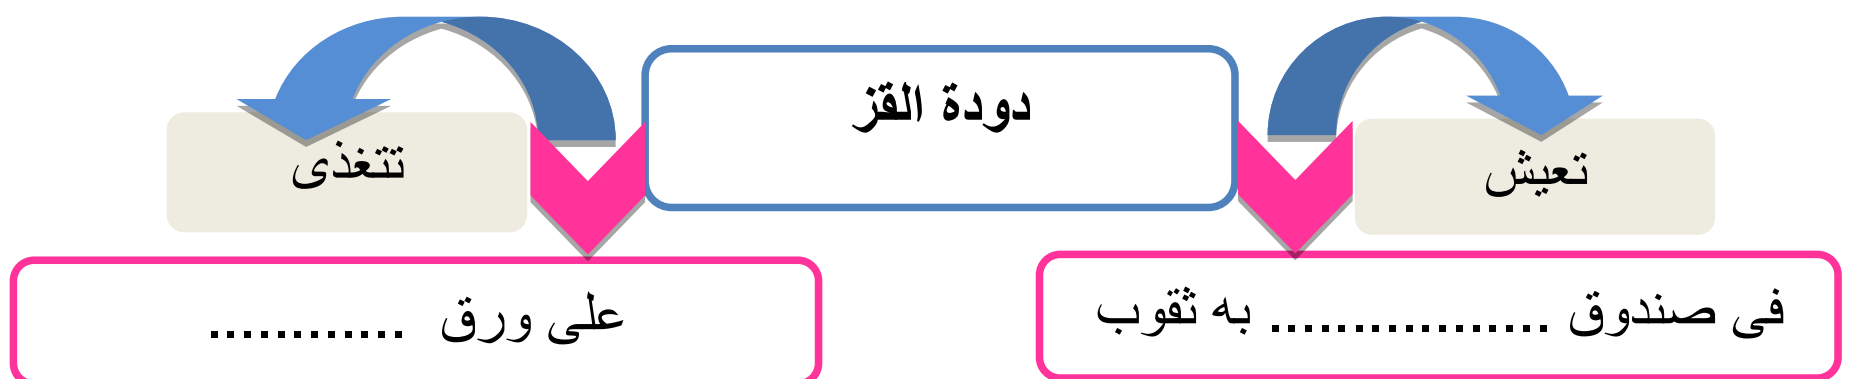 دودة القز
تعيش
تتغذى
فى صندوق ................ به ثقوب
على ورق ............